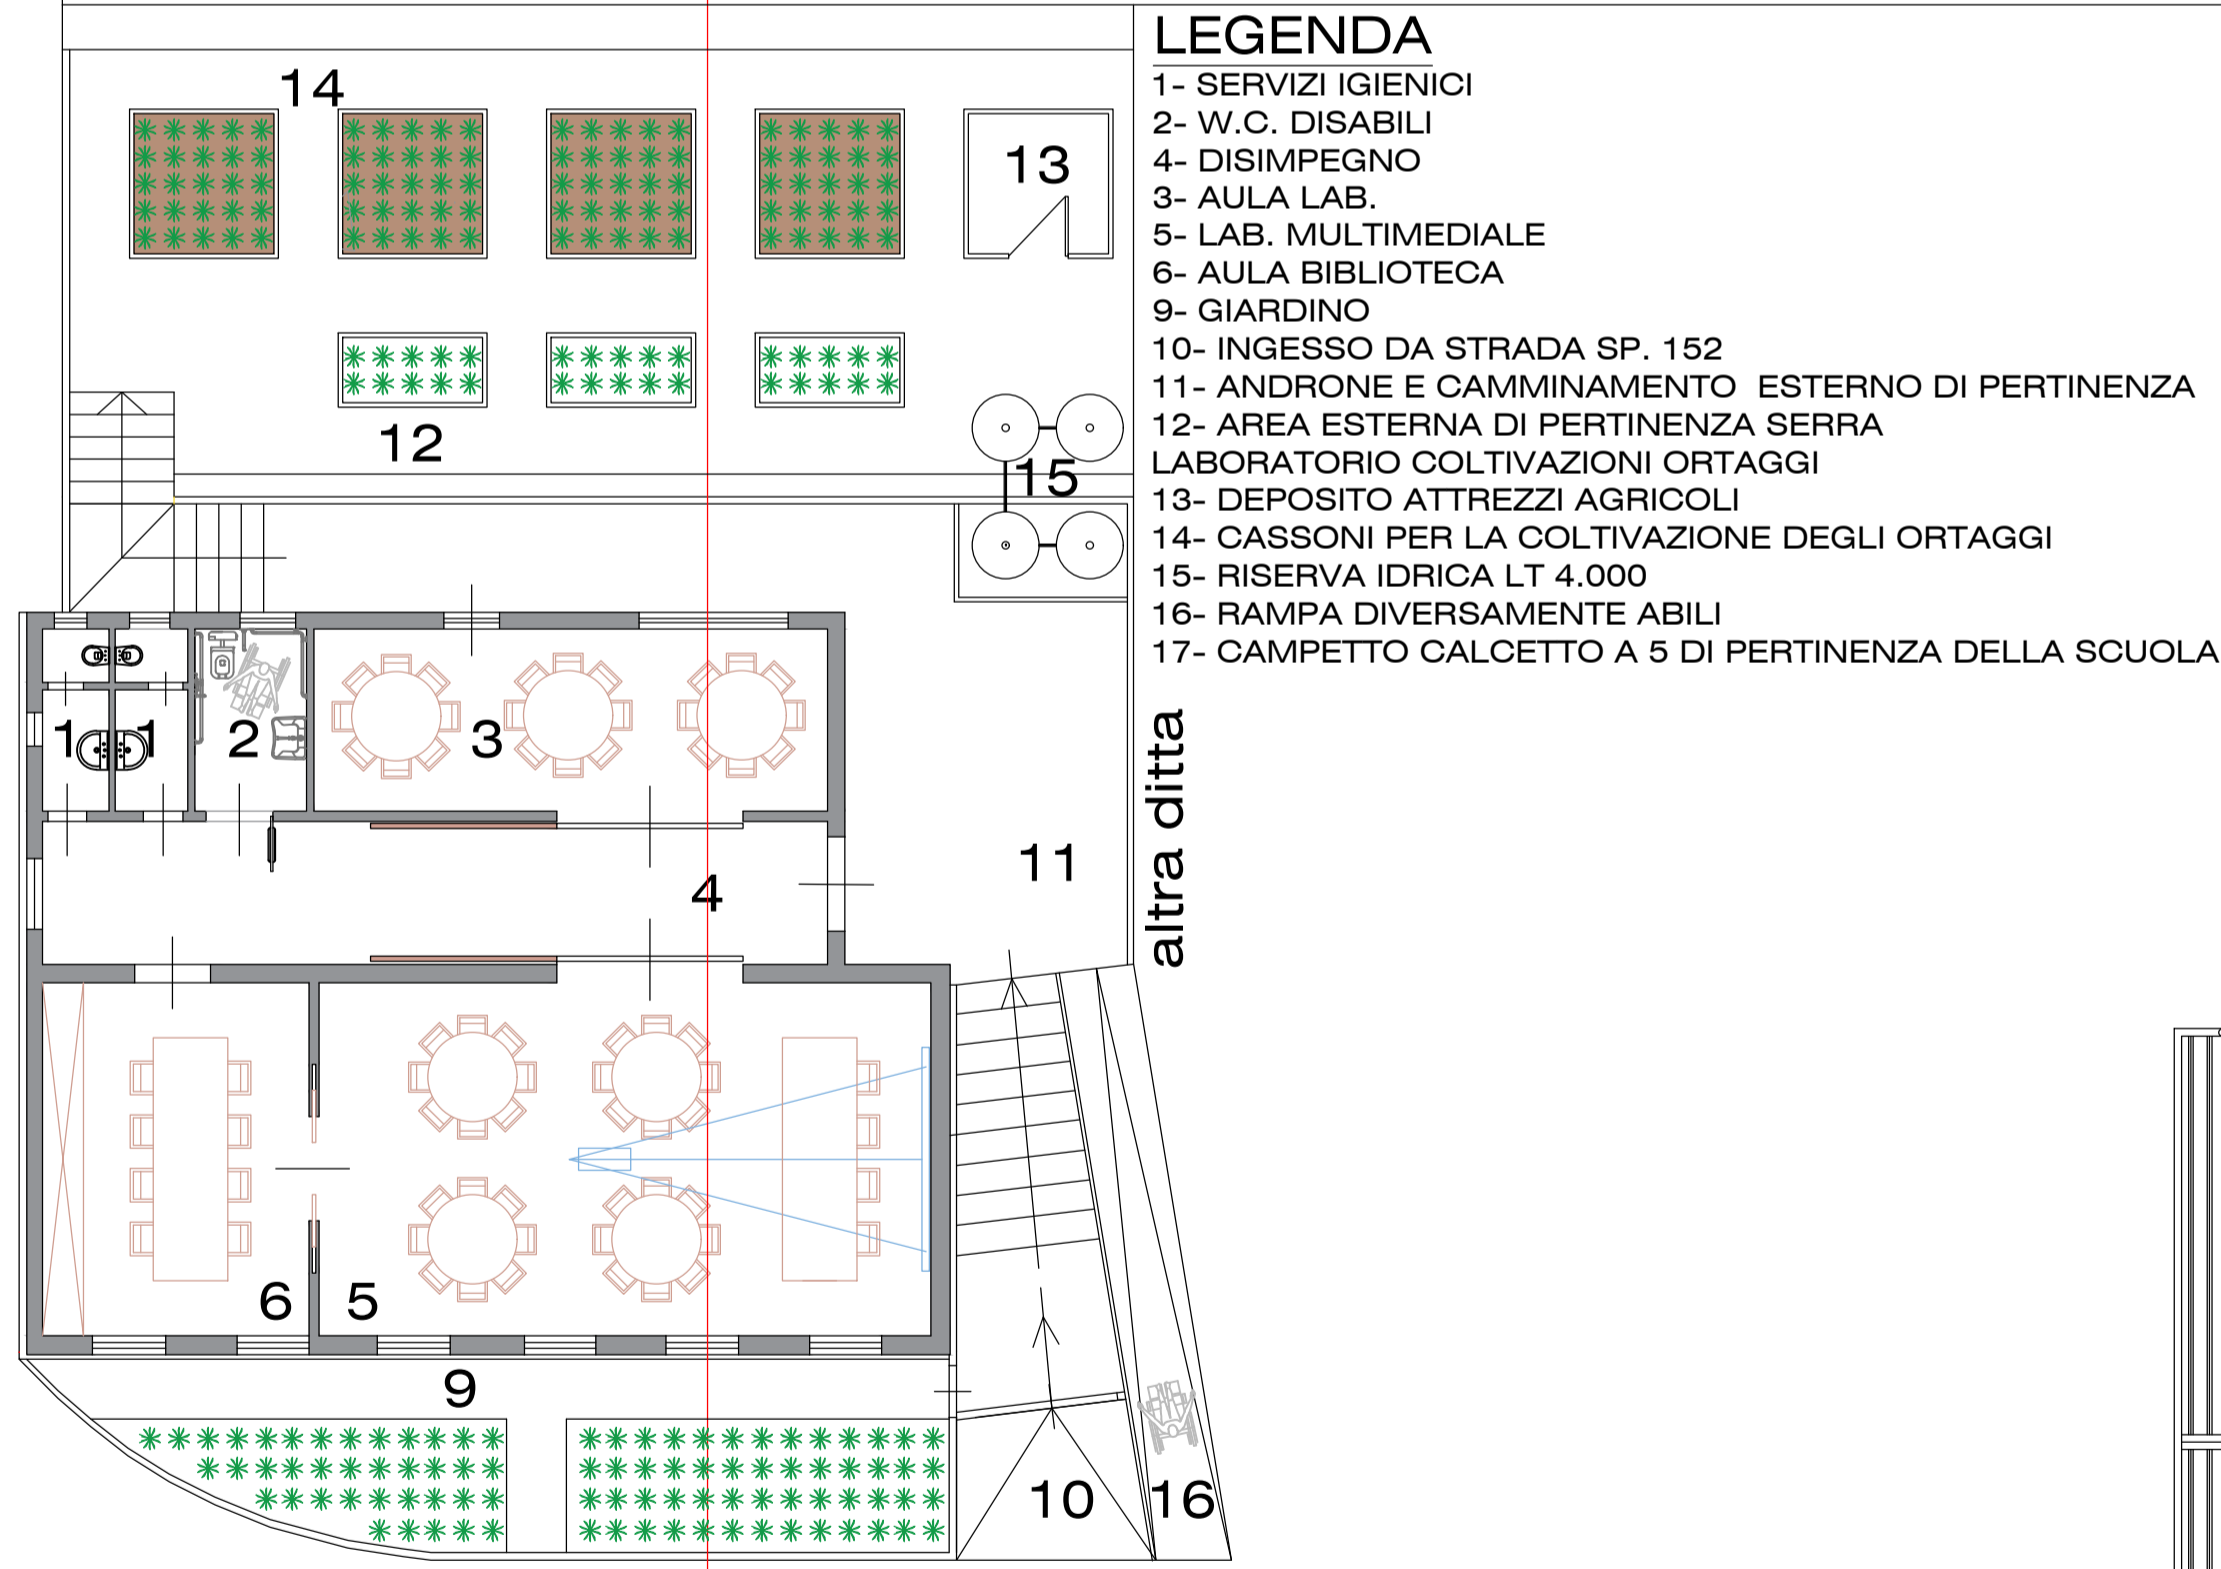 LEGENDA
1- SERVIZI IGIENICI
2- W.C. DISABILI
4- DISIMPEGNO
3- AULA LAB.
5- LAB. MULTIMEDIALE
6- AULA BIBLIOTECA
9- GIARDINO
10- INGESSO DA STRADA SP. 152
11- ANDRONE E CAMMINAMENTO ESTERNO DI PERTINENZA
12- AREA ESTERNA DI PERTINENZA SERRA
LABORATORIO COLTIVAZIONI ORTAGGI
13- DEPOSITO ATTREZZI AGRICOLI
14- CASSONI PER LA COLTIVAZIONE DEGLI ORTAGGI
15- RISERVA IDRICA LT 4.000
16- RAMPA DIVERSAMENTE ABILI
17- CAMPETTO CALCETTO A 5 DI PERTINENZA DELLA SCUOLA
14
13
12
15
1
1
2
3
4
11
altra ditta
6
5
9
10
16